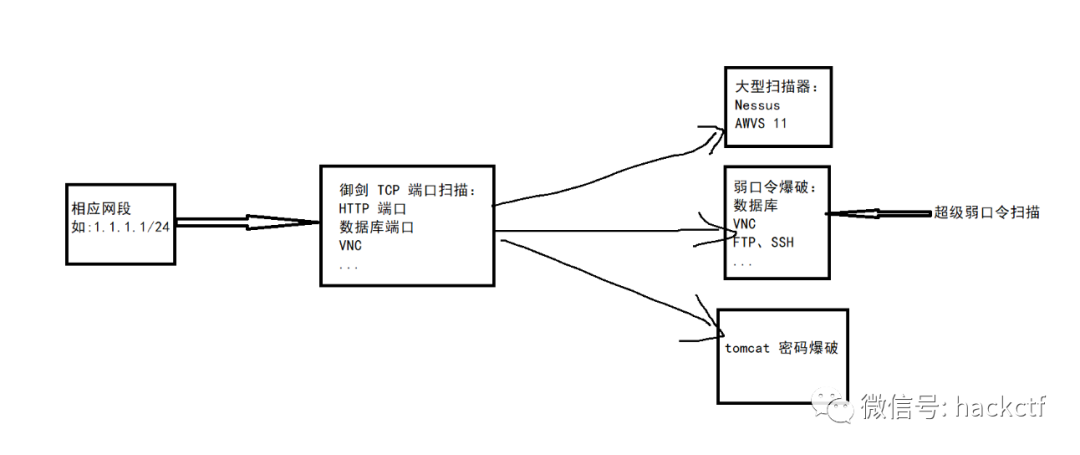 相应网段
如:1.1.1.1/24
御剑 TCP 端口扫描:
HTTP 端口
数据库端口
VNC
...
大型扫描器:
Nessus
AWVS 11
弱口令爆破:
数据库
VNC
FTP、SSH
...
超级弱口令扫描
tomcat 密码爆破
微信号: hackctf